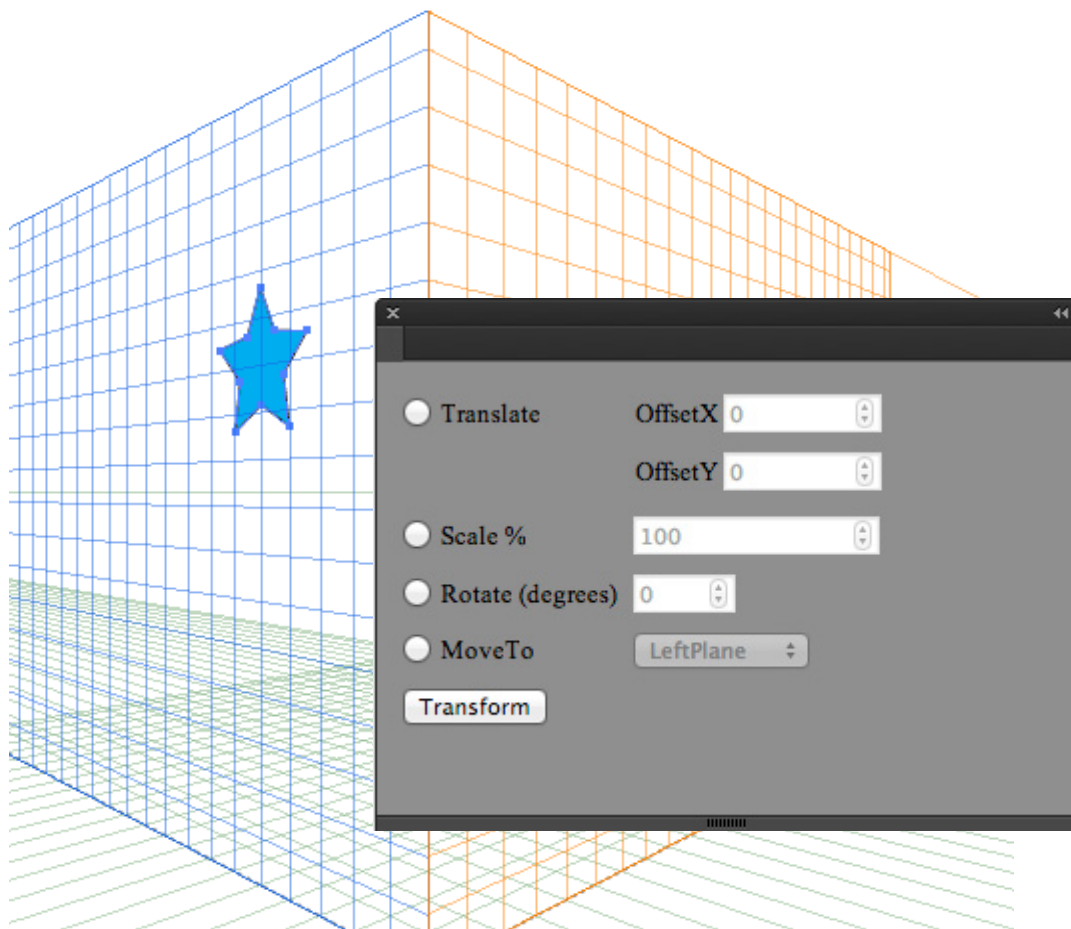 Translate OffsetX 0
OffsetY 0
Scale % 100
Rotate (degrees) 0
MoveTo LeftPlane
Transform